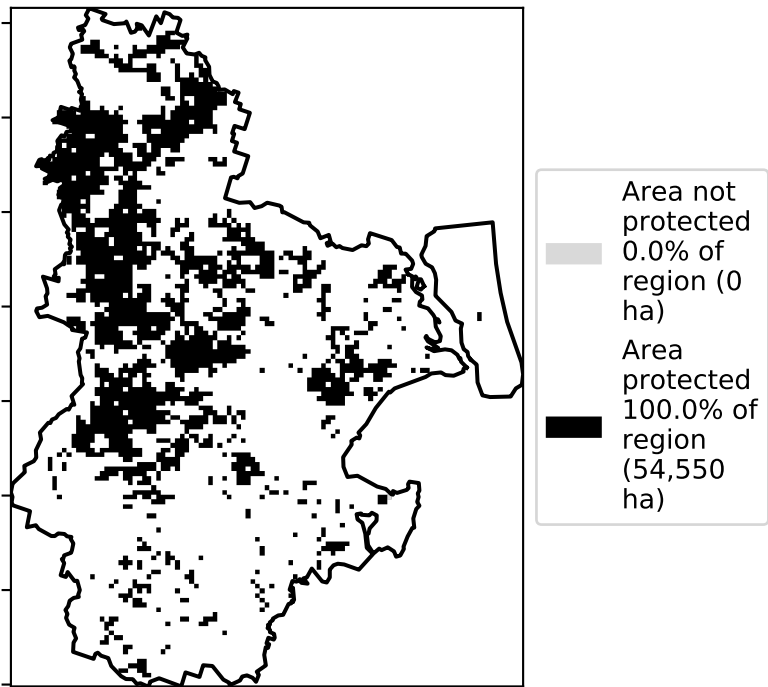 Area not
protected
0.0% of
region (0
ha)
Area
protected
100.0% of
region
(54,550
ha)